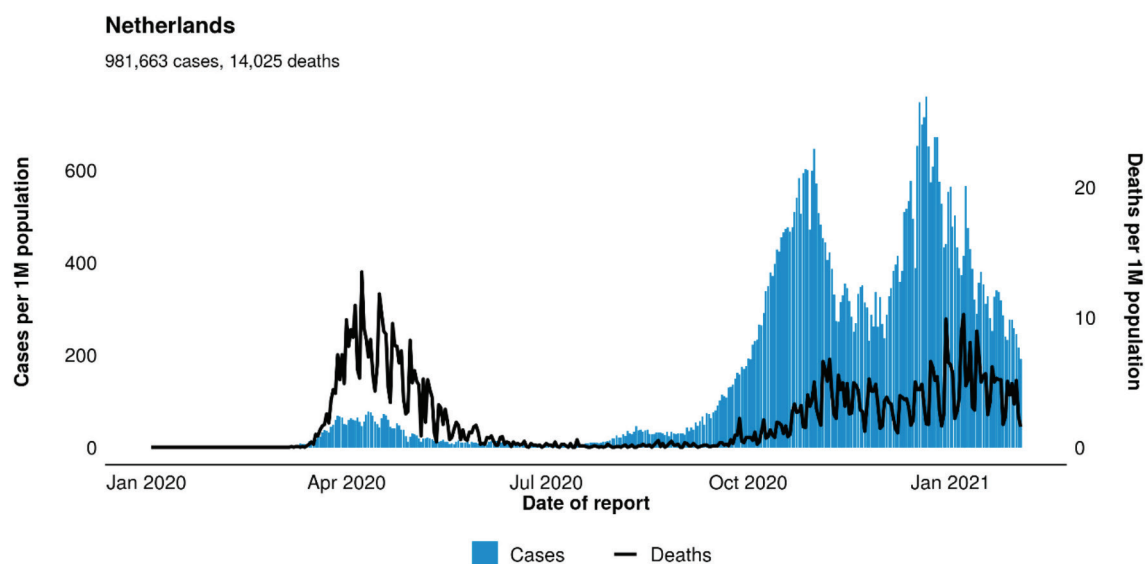 Netherlands
981,663 cases, 14,025 deaths
Cases per 1M population
600
400
200
0
Deaths per 1M population
20
10
0
Jan 2020 Apr 2020 Jul 2020 Oct 2020 Jan 2021
Date of report
Cases Deaths